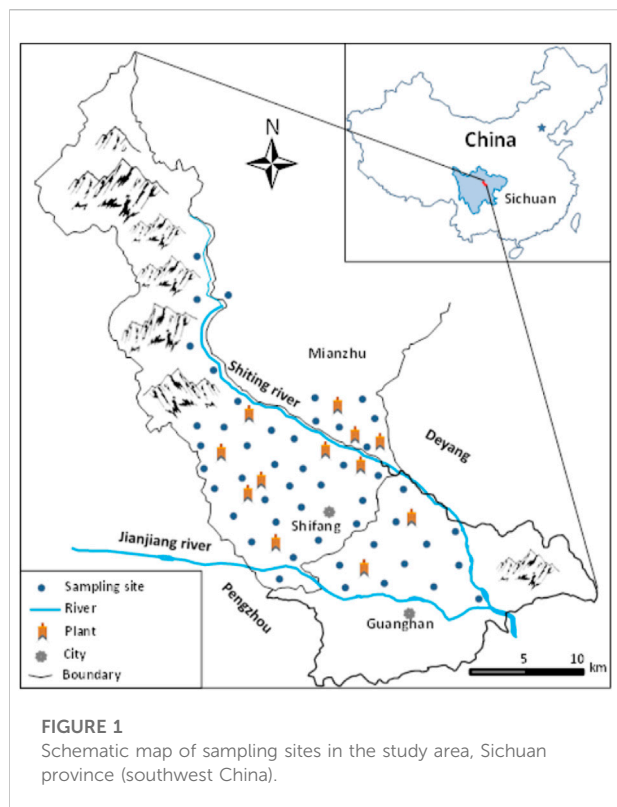 N
China
Sichuan
Mianzhu
Shiting river
Deyang
Shifang
Jianjiang river
Pengzhou
Guanghan
Sampling site
River
Plant
City
Boundary
5 10
km
FIGURE 1
Schematic map of sampling sites in the study area, Sichuan
province (southwest China).